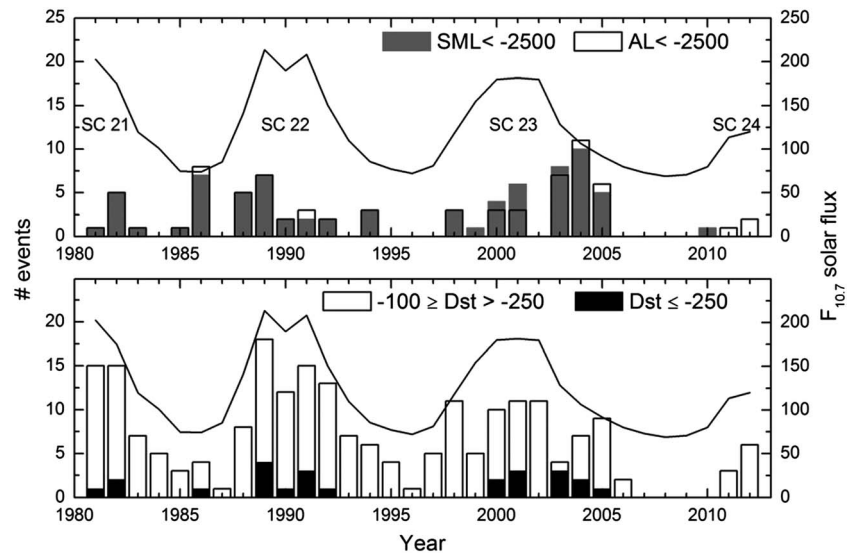 25 250
SML< -2500 AL< -2500
20 200
15 150
SC 21 SC 22 SC 23 SC 24
10 100
5 50
0 0
1980 1985 1990 1995 2000 2005 2010
# events
F10.7 solar flux
-100 ≥ Dst > -250 Dst ≤ -250
20 200
15 150
10 100
5 50
0 0
1980 1985 1990 1995 2000 2005 2010
Year